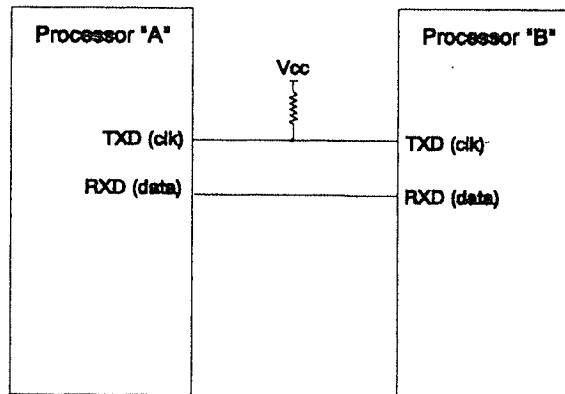 Processor "A"
Processor "B"
Vcc
TXD (clk)
TXD (clk)
RXD (data)
RXD (data)